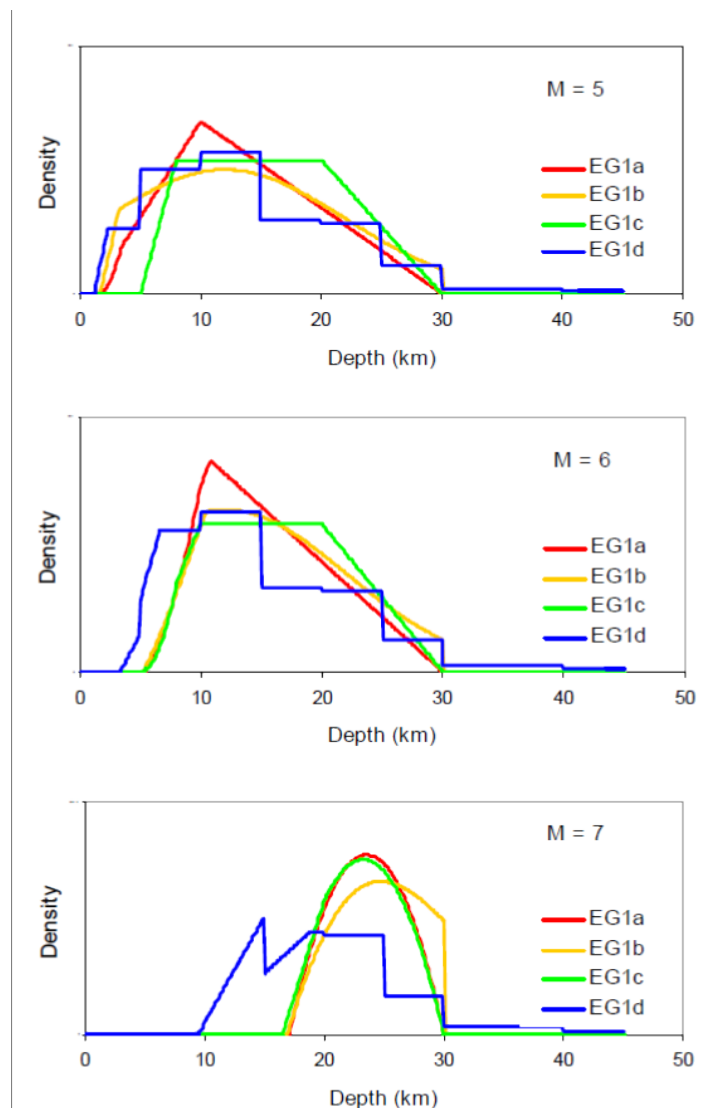 M = 5
Density
EG1a
EG1b
EG1c
EG1d
0 10 20 30 40 50
Depth (km)
M = 6
Density
EG1a
EG1b
EG1c
EG1d
0 10 20 30 40 50
Depth (km)
M = 7
Density
EG1a
EG1b
EG1c
EG1d
0 10 20 30 40 50
Depth (km)